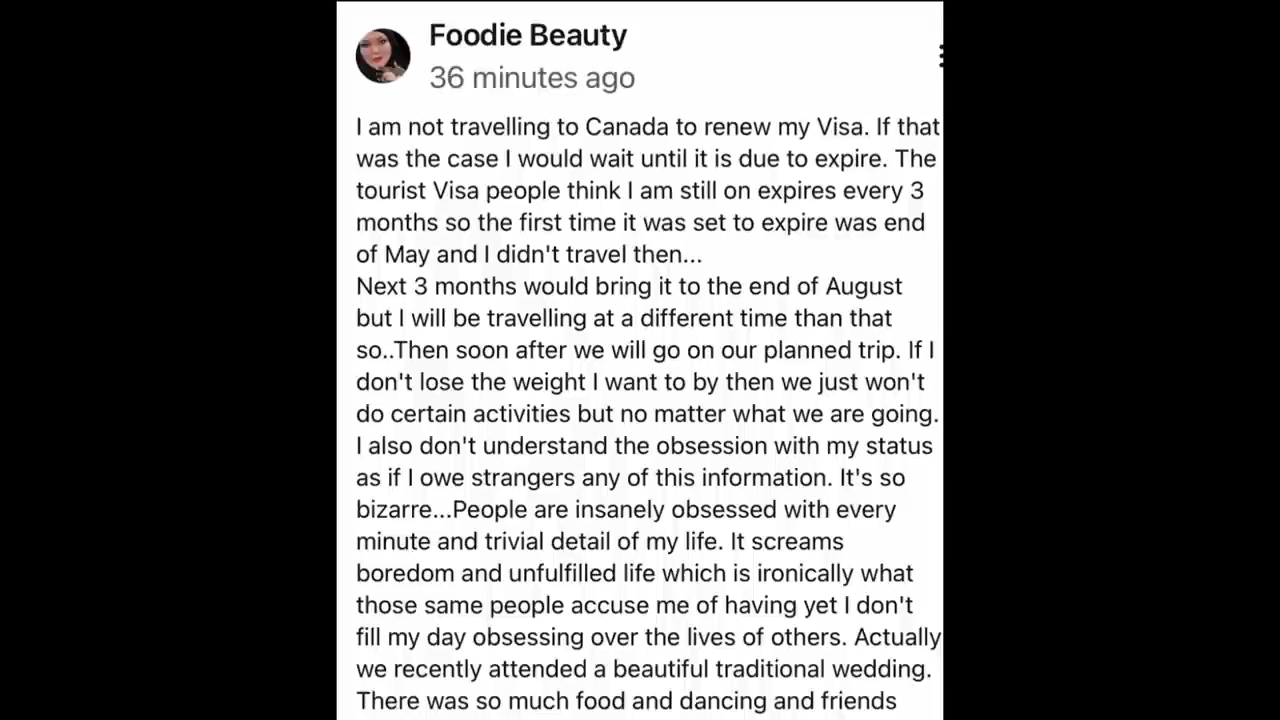 Foodie Beauty
36 minutes ago
I am not travelling to Canada to renew my Visa. If that
was the case I would wait until it is due to expire. The
tourist Visa people think I am still on expires every 3
months so the first time it was set to expire was end
of May and I didn't travel then...
Next 3 months would bring it to the end of August
but I will be travelling at a different time than that
so..Then soon after we will go on our planned trip. If I
don't lose the weight I want to by then we just won't
do certain activities but no matter what we are going.
I also don't understand the obsession with my status
as if I owe strangers any of this information. It's so
bizarre...People are insanely obsessed with every
minute and trivial detail of my life. It screams
boredom and unfulfilled life which is ironically what
those same people accuse me of having yet I don't
fill my day obsessing over the lives of others. Actually
we recently attended a beautiful traditional wedding.
There was so much food and dancing and friends